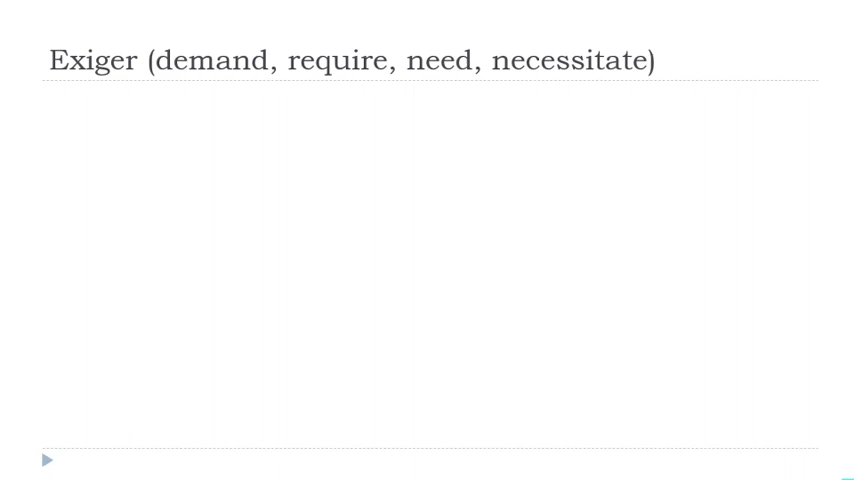 Exiger (demand, require, need, necessitate)